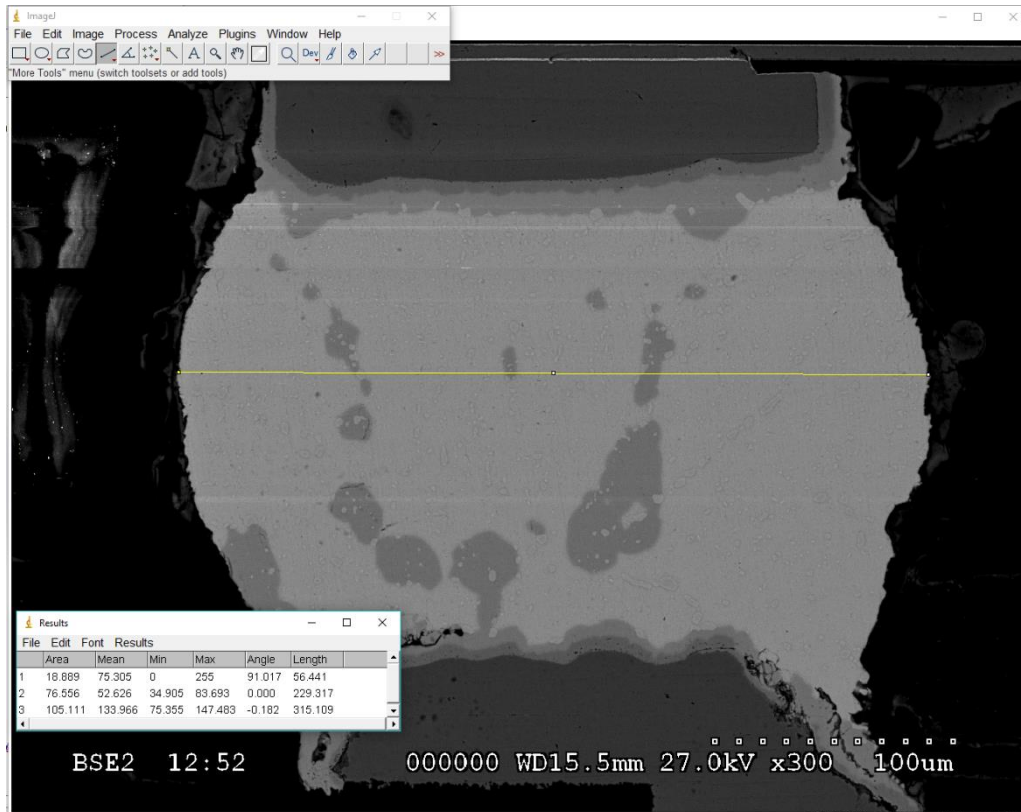 ImageJ
File Edit Image Process Analyze Plugins Window Help
A Dev >>
"More Tools" menu (switch toolsets or add tools)
Results
File Edit Font Results
Area Mean Min Max Angle Length
1 18.889 75.305 0 255 91.017 56.441
2 76.556 52.626 34.905 83.693 0.000 229.317
3 105.111 133.966 75.355 147.483 -0.182 315.109
BSE2 12:52 000000 WD15.5mm 27.0kV x300 100um